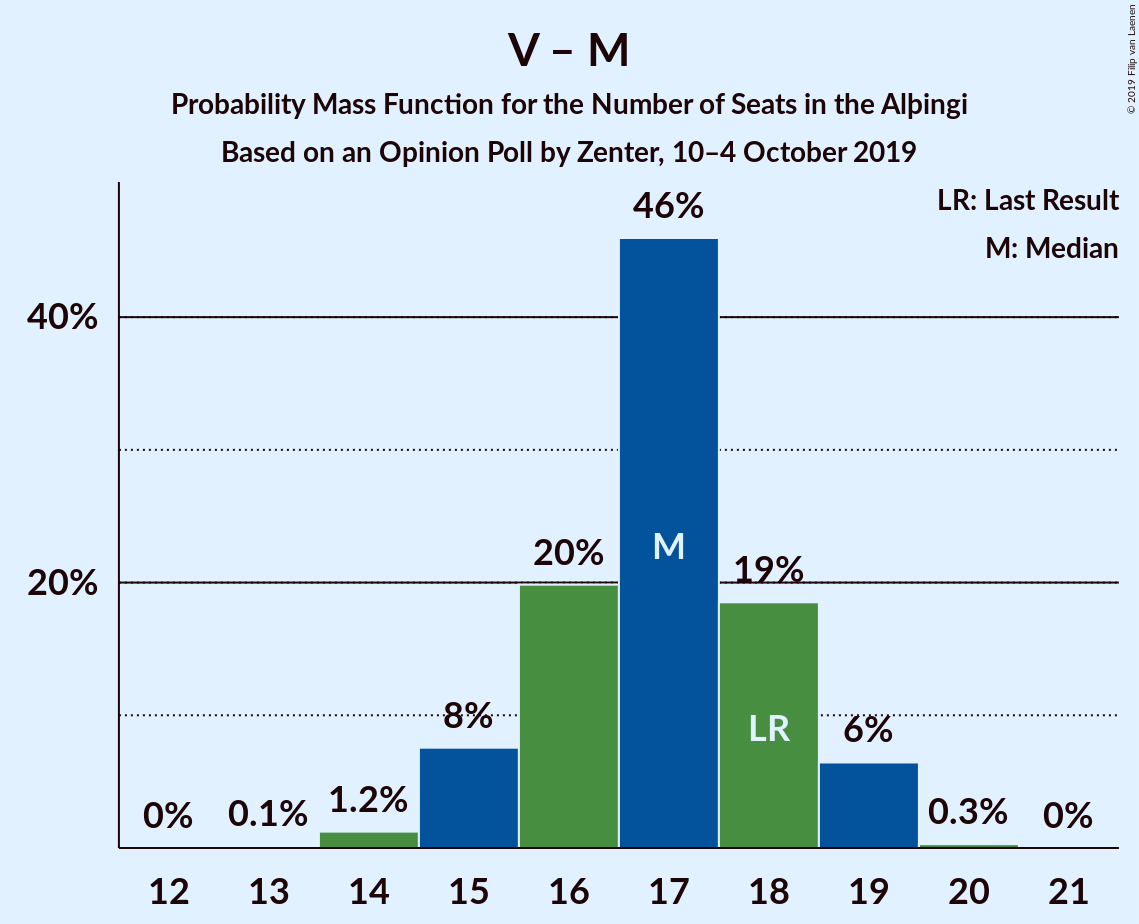 V – M
Probability Mass Function for the Number of Seats in the Alþingi
Based on an Opinion Poll by Zenter, 10–4 October 2019
© 2019 Filip van Laenen
LR: Last Result
M: Median
40%
20%
0%
0.1%
1.2%
8%
20%
46%
M
19%
LR
6%
0.3%
0%
12 13 14 15 16 17 18 19 20 21